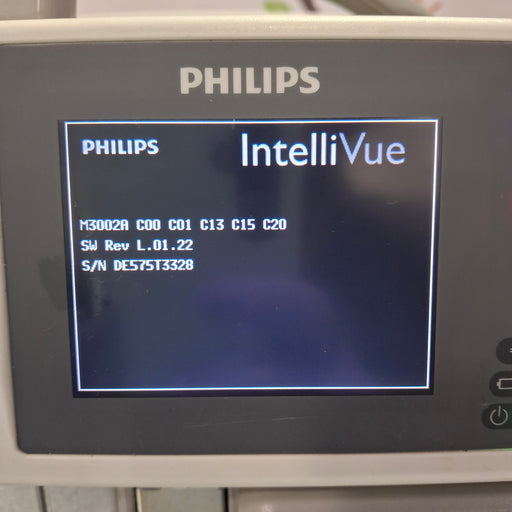 PHILIPS
PHILIPS IntelliVue
M3002A C00 C01 C13 C15 C20
SW Rev L.01.22
S/N DE575T3328